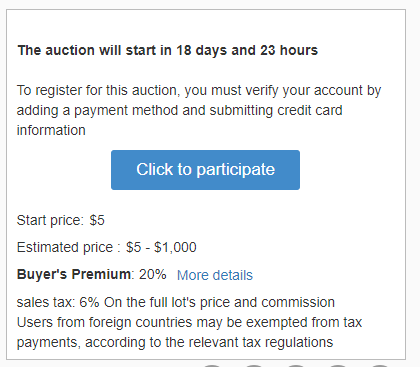 The auction will start in 18 days and 23 hours
To register for this auction, you must verify your account by
adding a payment method and submitting credit card
information
Click to participate
Start price: $5
Estimated price : $5 - $1,000
Buyer's Premium: 20% More details
sales tax: 6% On the full lot's price and commission
Users from foreign countries may be exempted from tax
payments, according to the relevant tax regulations